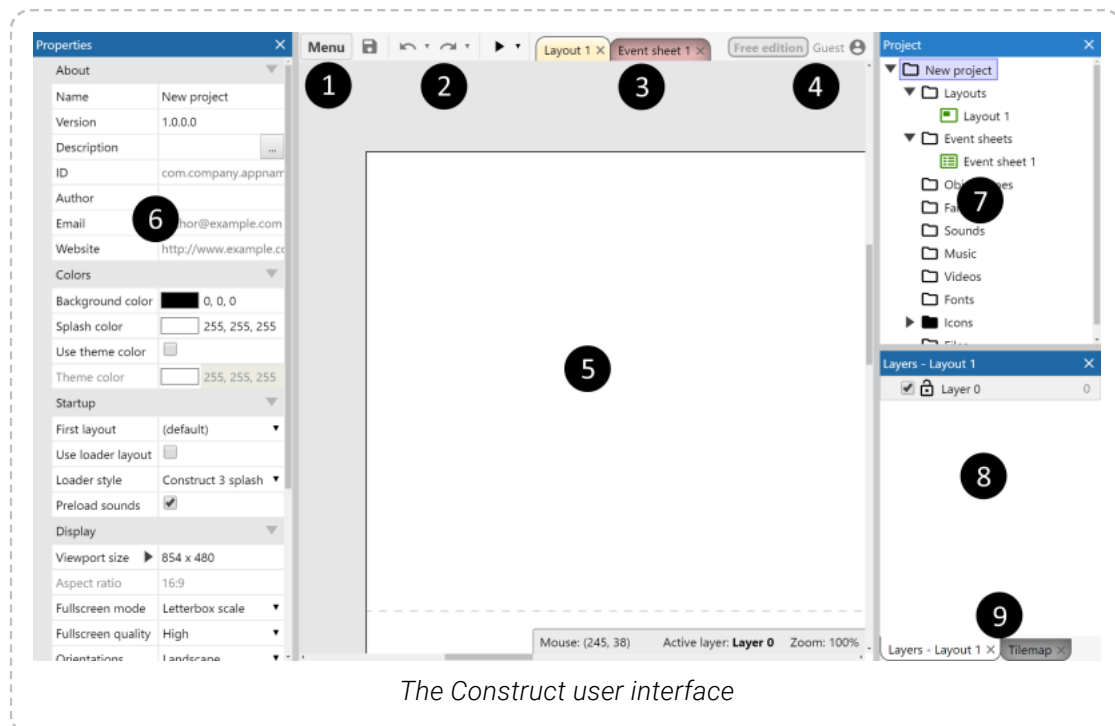 Properties
About
Name New project
Version 1.0.0.0
Description ...
ID com.company.appnam
Author
Email hor@example.com
Website http://www.example.co
Colors
Background color 0, 0, 0
Splash color 255, 255, 255
Use theme color
Theme color 255, 255, 255
Startup
First layout (default)
Use loader layout
Loader style Construct 3 splash
Preload sounds
Display
Viewport size 854 x 480
Aspect ratio 16:9
Fullscreen mode Letterbox scale
Fullscreen quality High
Orientations Landscape
6
Menu Layout 1 Event sheet 1 Free edition Guest
1 2 3 4
5
Mouse: (245, 38) Active layer: Layer 0 Zoom: 100%
Project
New project
Layouts
Layout 1
Event sheets
Event sheet 1
7
Sounds
Music
Videos
Fonts
Icons
Files
Layers - Layout 1
Layer 0 0
8
9
Layers - Layout 1 Tilemap
The Construct user interface